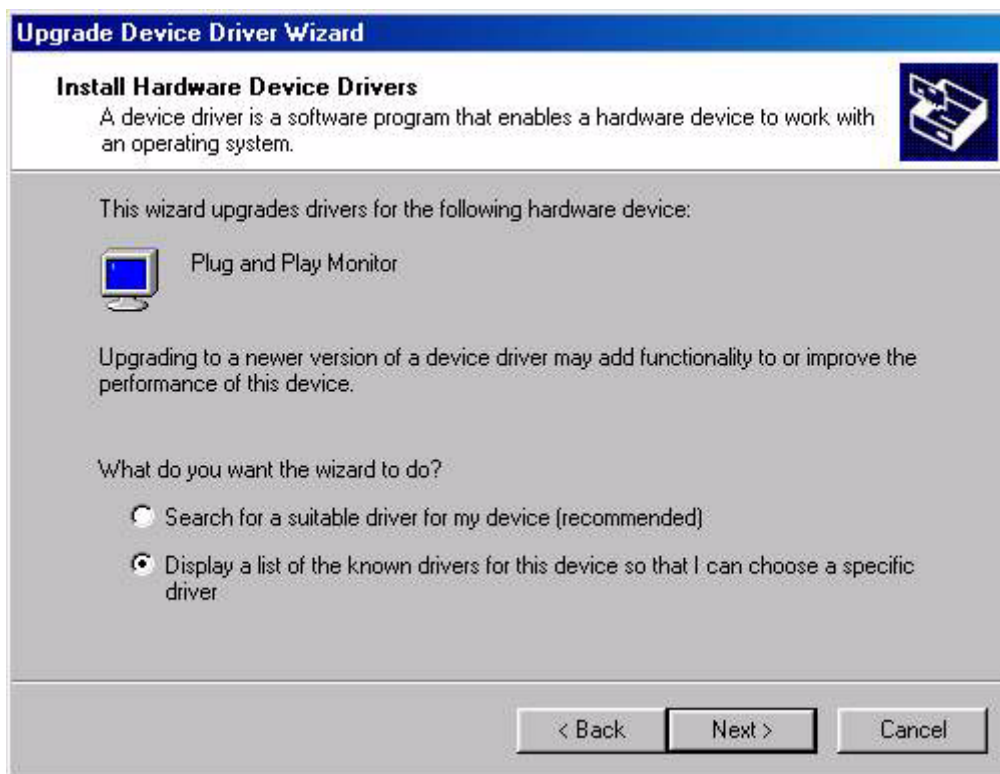 Upgrade Device Driver Wizard
Install Hardware Device Drivers
A device driver is a software program that enables a hardware device to work with
an operating system.
This wizard upgrades drivers for the following hardware device:
Plug and Play Monitor
Upgrading to a newer version of a device driver may add functionality to or improve the
performance of this device.
What do you want the wizard to do?
Search for a suitable driver for my device (recommended)
Display a list of the known drivers for this device so that I can choose a specific
driver
< Back Next > Cancel